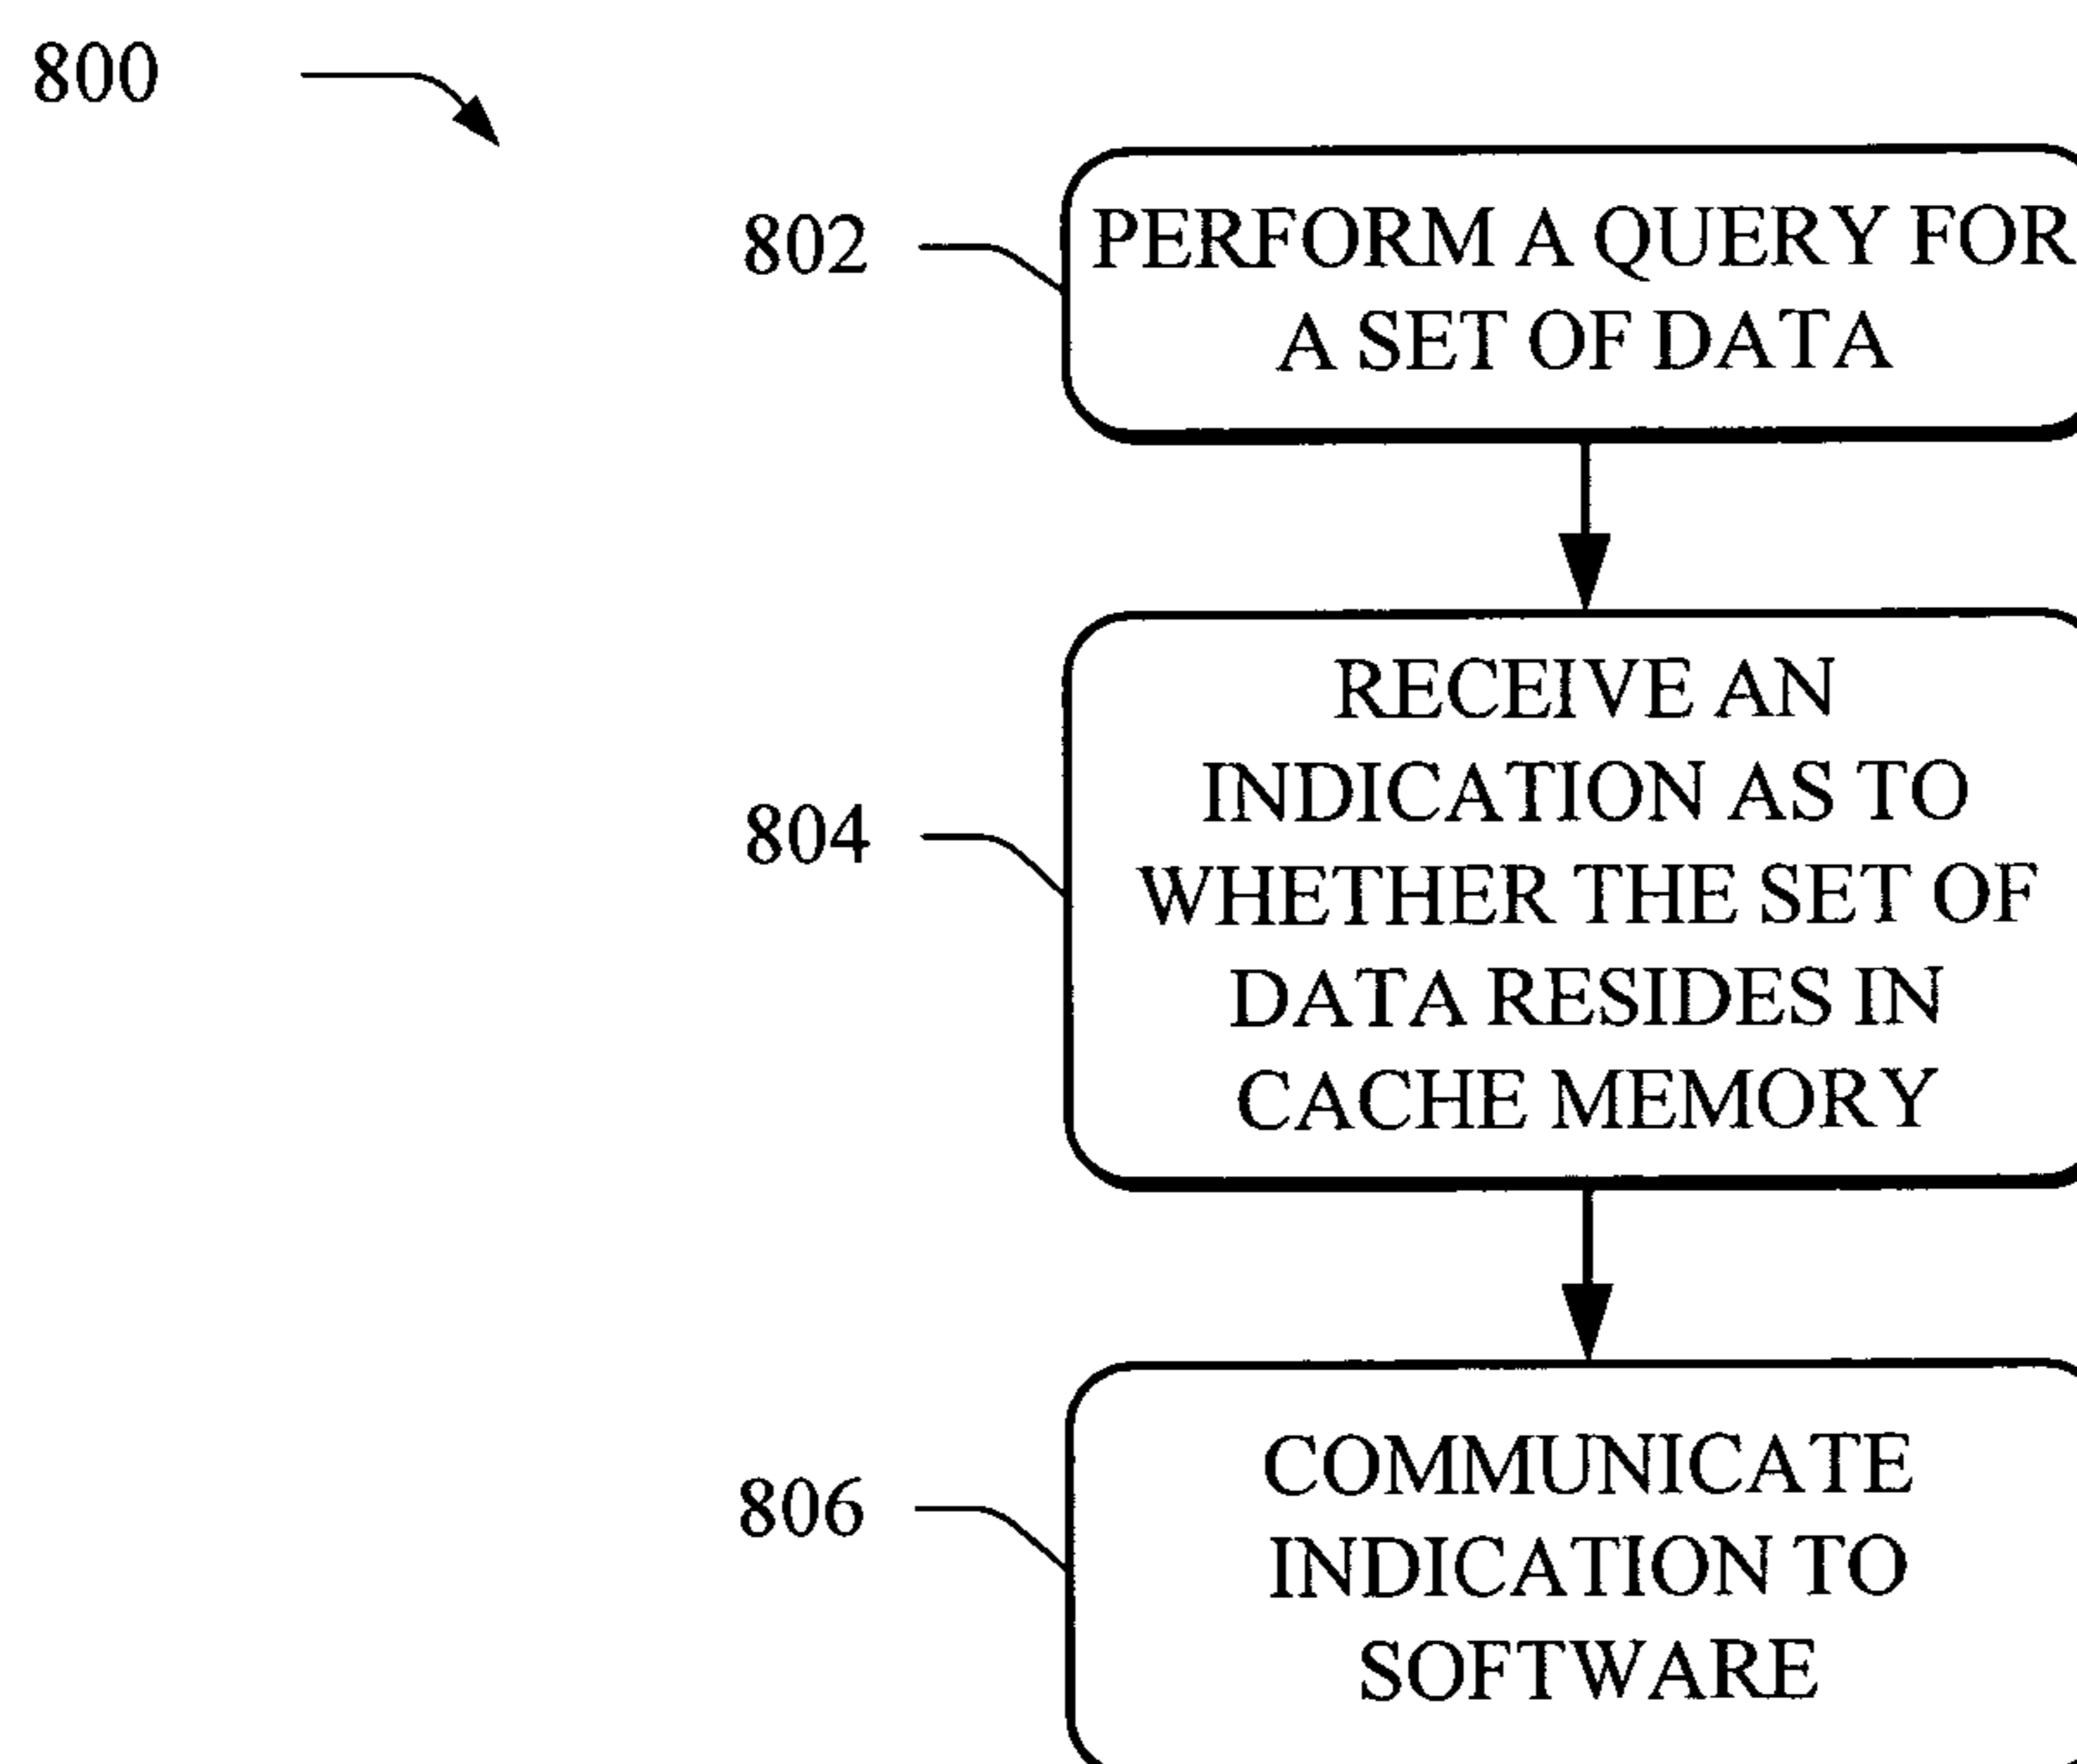 800
802
PERFORM A QUERY FOR
A SET OF DATA
804
RECEIVE AN
INDICATION AS TO
WHETHER THE SET OF
DATA RESIDES IN
CACHE MEMORY
806
COMMUNICATE
INDICATION TO
SOFTWARE